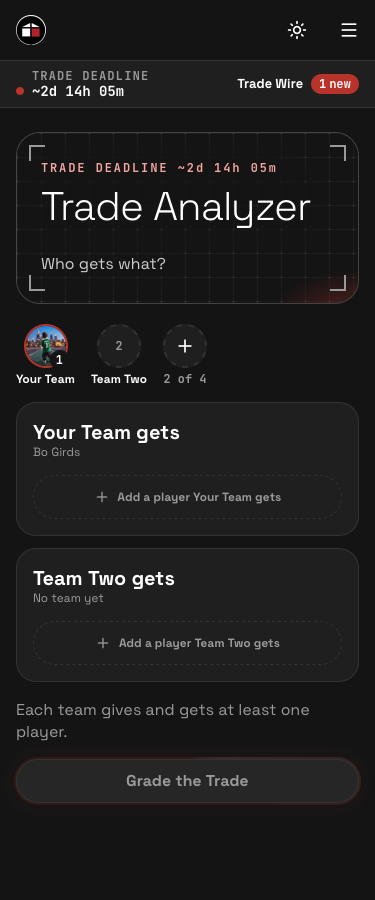 TRADE DEADLINE
~2d 14h 05m
Trade Wire
1 new
TRADE DEADLINE ~2d 14h 05m
Trade Analyzer
Who gets what?
1
2
Your Team
Team Two
2 of 4
Your Team gets
Bo Girds
Add a player Your Team gets
Team Two gets
No team yet
Add a player Team Two gets
Each team gives and gets at least one
player.
Grade the Trade